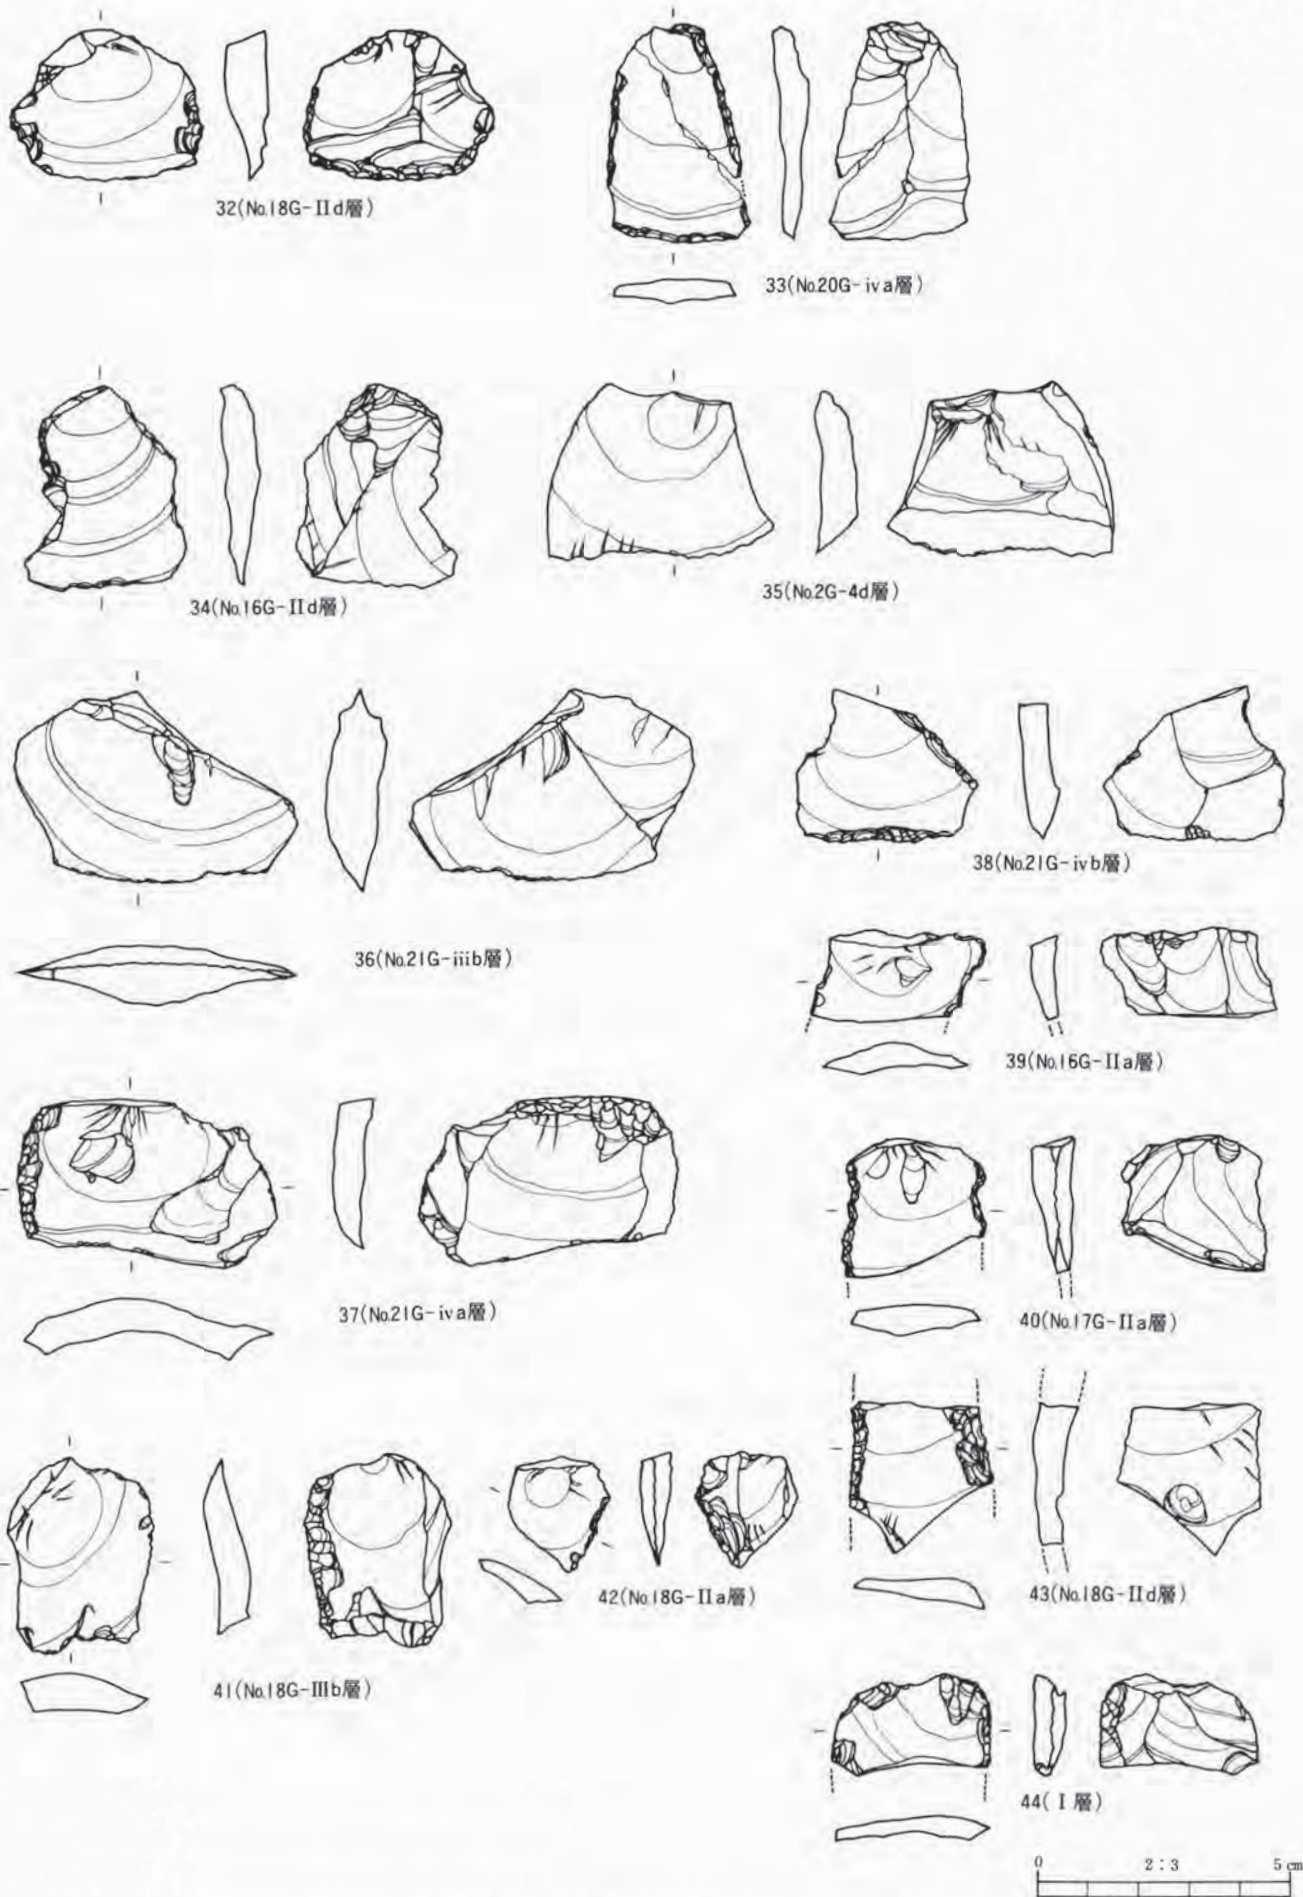 32(No.18G-IId層)
33(No.20G-iva層)
34(No.16G-IId層)
35(No.2G-4d層)
36(No.21G-iiib層)
38(No.21G-ivb層)
39(No.16G-IIa層)
37(No.21G-iva層)
40(No.17G-IIa層)
41(No.18G-IIIb層)
42(No.18G-IIa層)
43(No.18G-IId層)
44(I層)
0 2:3 5cm